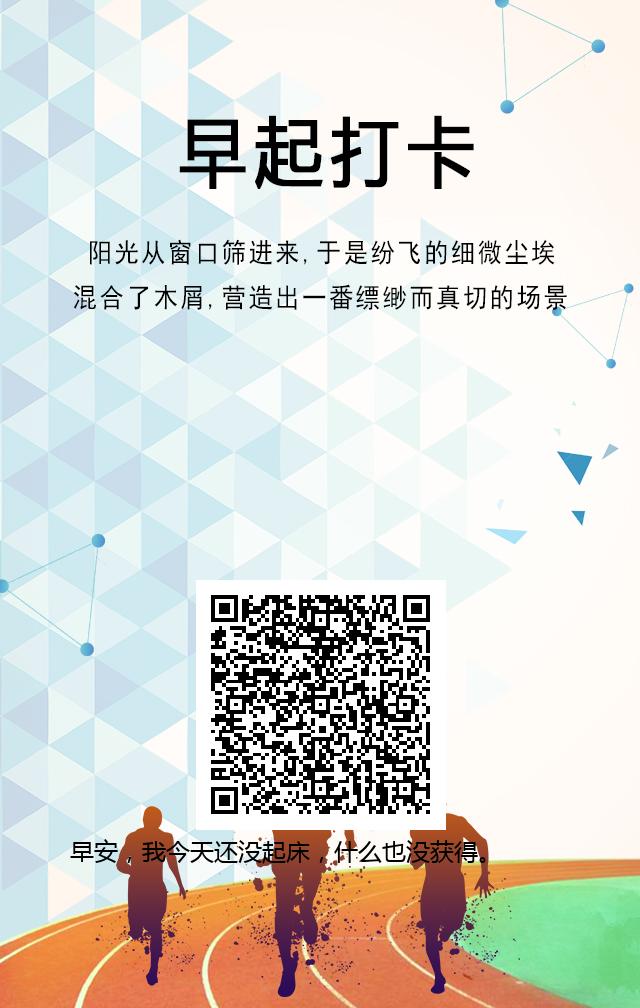 早起打卡
阳光从窗口筛进来,于是纷飞的细微尘埃
混合了木屑,营造出一番缥缈而真切的场景
早安，我今天还没起床，什么也没获得。